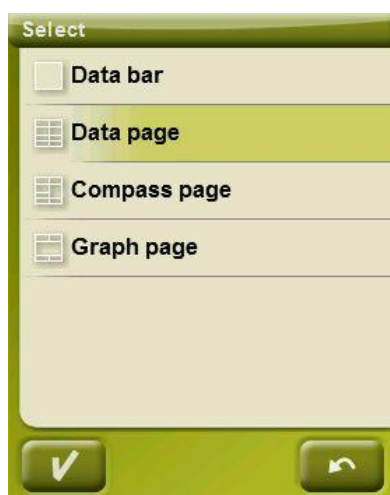 Select
Data bar
Data page
Compass page
Graph page